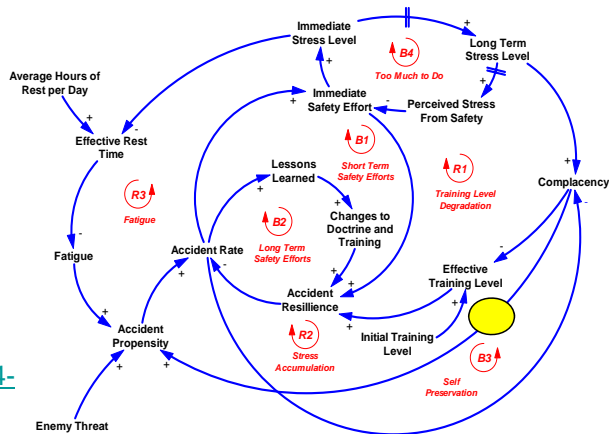 Immediate
Stress Level
B4
Too Much to Do
Long Term
Stress Level
Average Hours of
Rest per Day
Immediate
Safety Effort
Perceived Stress
From Safety
Effective Rest
Time
B1
Short Term
Safety Efforts
Lessons
Learned
R1
Training Level
Degradation
Complacency
R3
Fatigue
B2
Long Term
Safety Efforts
Changes to
Doctrine and
Training
Fatigue
Accident Rate
Effective
Training Level
Accident
Resillience
Accident
Propensity
R2
Stress
Accumulation
Initial Training
Level
B3
Self
Preservation
4-
Enemy Threat